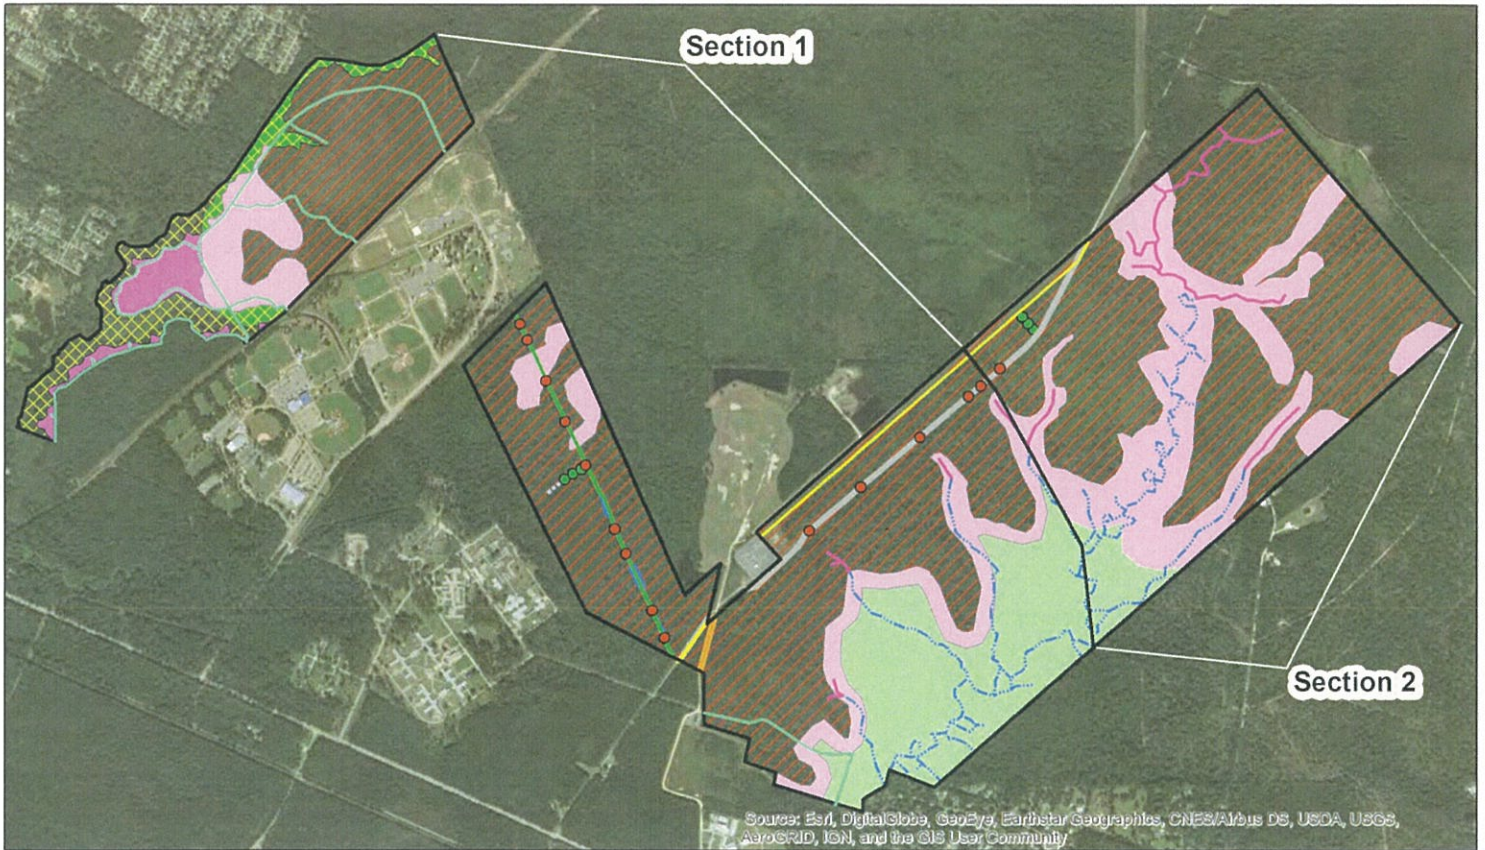 Section 1
Section 2
Source: Esri, DigitalGlobe, GeoEye, Earthstar Geographics, CNES/Airbus DS, USDA, USGS,
AeroGRID, IGN, and the GIS User Community